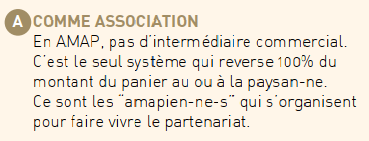 A COMME ASSOCIATION
En AMAP, pas d'intermédiaire commercial.
C'est le seul système qui reverse 100% du
montant du panier au ou à la paysan-ne.
Ce sont les "amapien-ne-s" qui s'organisent
pour faire vivre le partenariat.